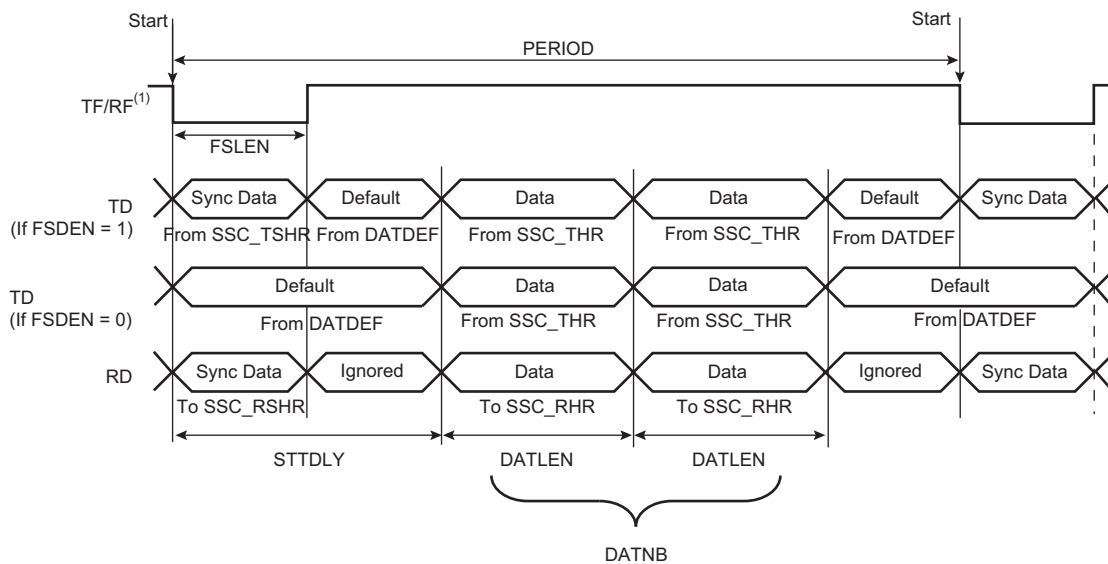 Start
Start
PERIOD
TF/RF(1)
FSLEN
TD
(If FSDEN = 1)
Sync Data
Default
Data
Data
Default
Sync Data
From SSC_TSHR
From DATDEF
From SSC_THR
From SSC_THR
From DATDEF
TD
(If FSDEN = 0)
Default
Data
Data
Default
From DATDEF
From SSC_THR
From SSC_THR
From DATDEF
RD
Sync Data
Ignored
Data
Data
Ignored
Sync Data
To SSC_RSHR
To SSC_RHR
To SSC_RHR
STTDLY
DATLEN
DATLEN
DATNB